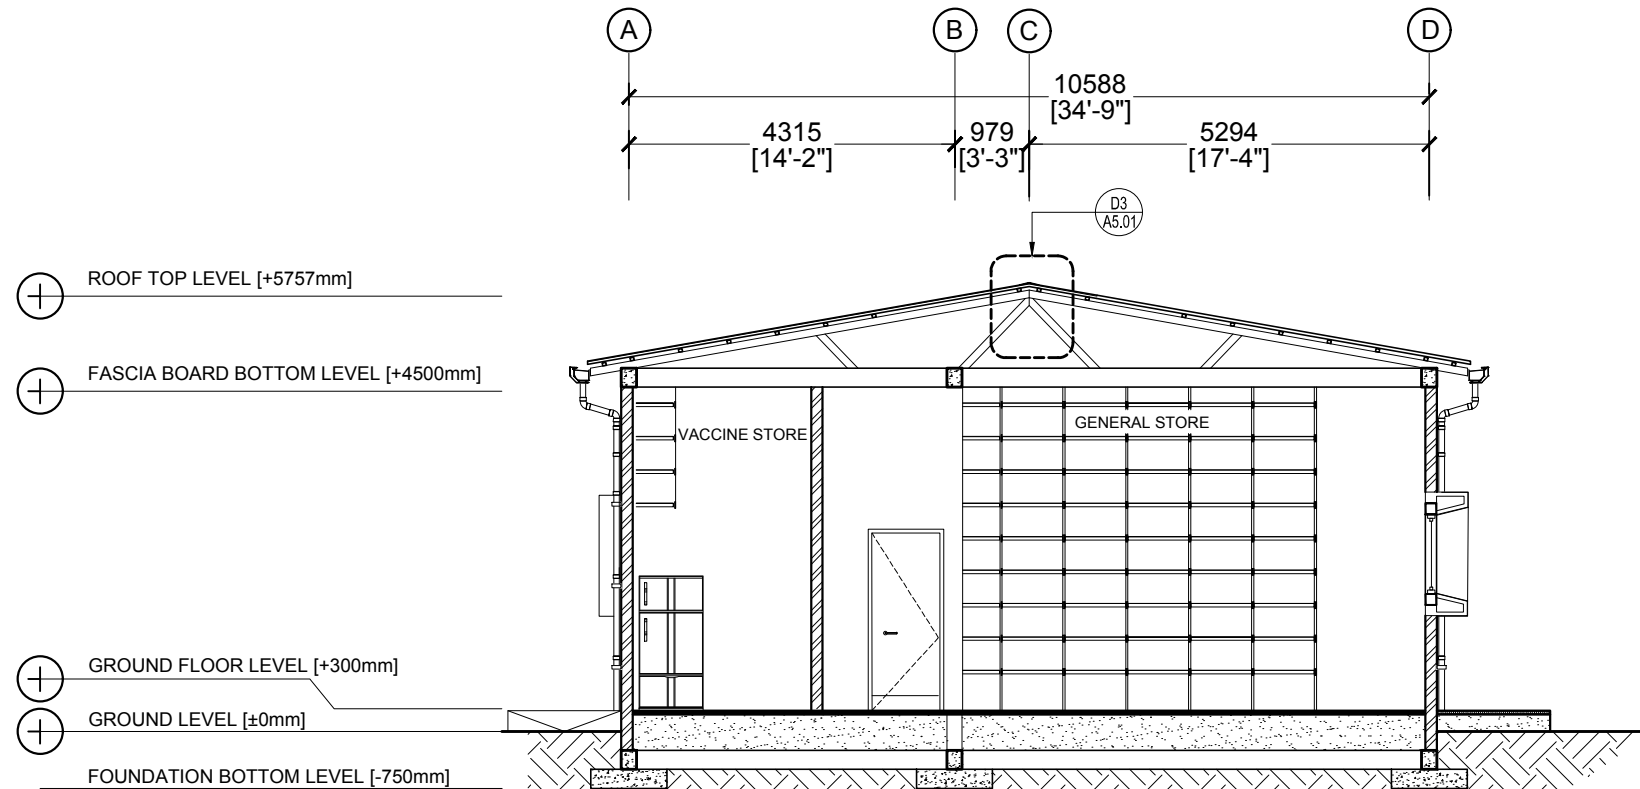 A B C D
10588
[34'-9"]
4315 979 5294
[14'-2"] [3'-3"] [17'-4"]
D3
A5.01
ROOF TOP LEVEL [+5757mm]
FASCIA BOARD BOTTOM LEVEL [+4500mm]
GENERAL STORE
VACCINE STORE
GROUND FLOOR LEVEL [+300mm]
GROUND LEVEL [±0mm]
FOUNDATION BOTTOM LEVEL [-750mm]